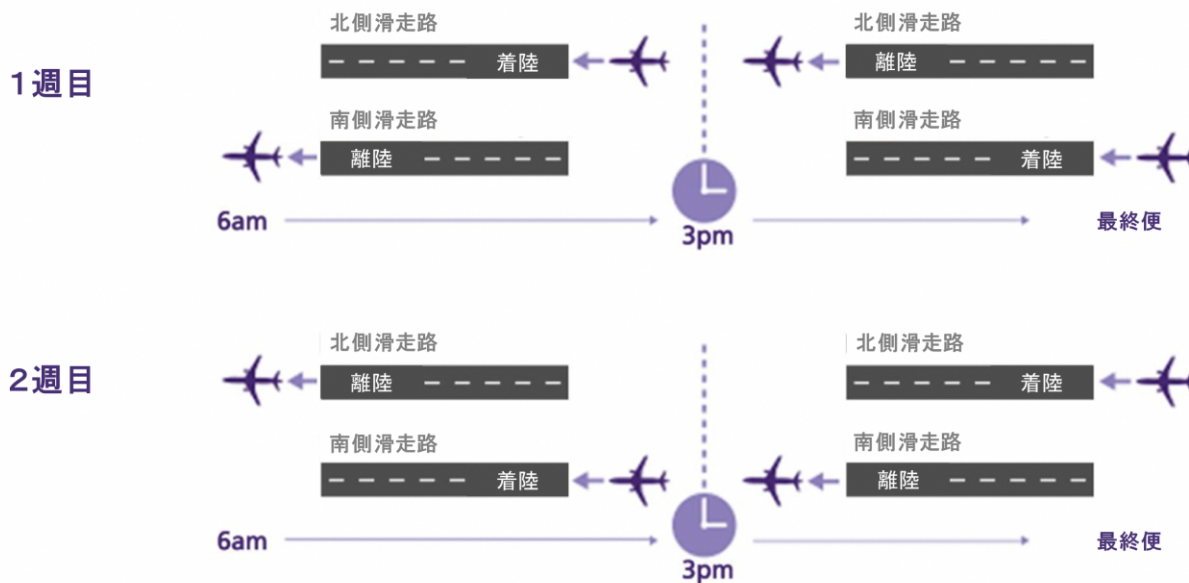 1週目
北側滑走路
着陸
南側滑走路
離陸
北側滑走路
離陸
南側滑走路
着陸
6am
3pm
最終便
2週目
北側滑走路
離陸
南側滑走路
着陸
北側滑走路
着陸
南側滑走路
離陸
6am
3pm
最終便